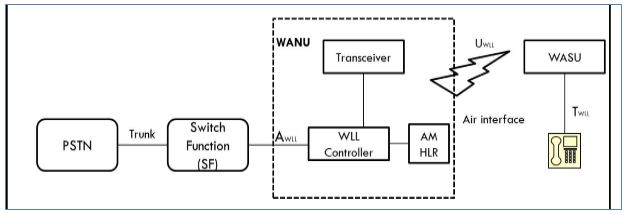 WANU
Transceiver
UWLL
WASU
Air interface
TWLL
PSTN
Trunk
Switch
Function
(SF)
AWLL
WLL
Controller
AM
HLR